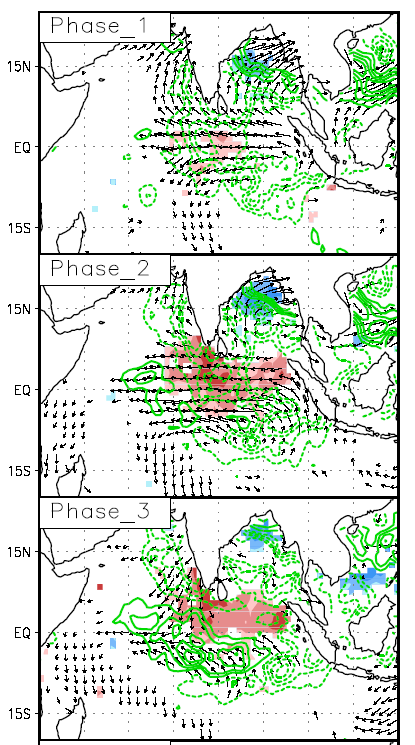 Phase_1
15N
EQ
15S
Phase_2
15N
EQ
15S
Phase_3
15N
EQ
15S